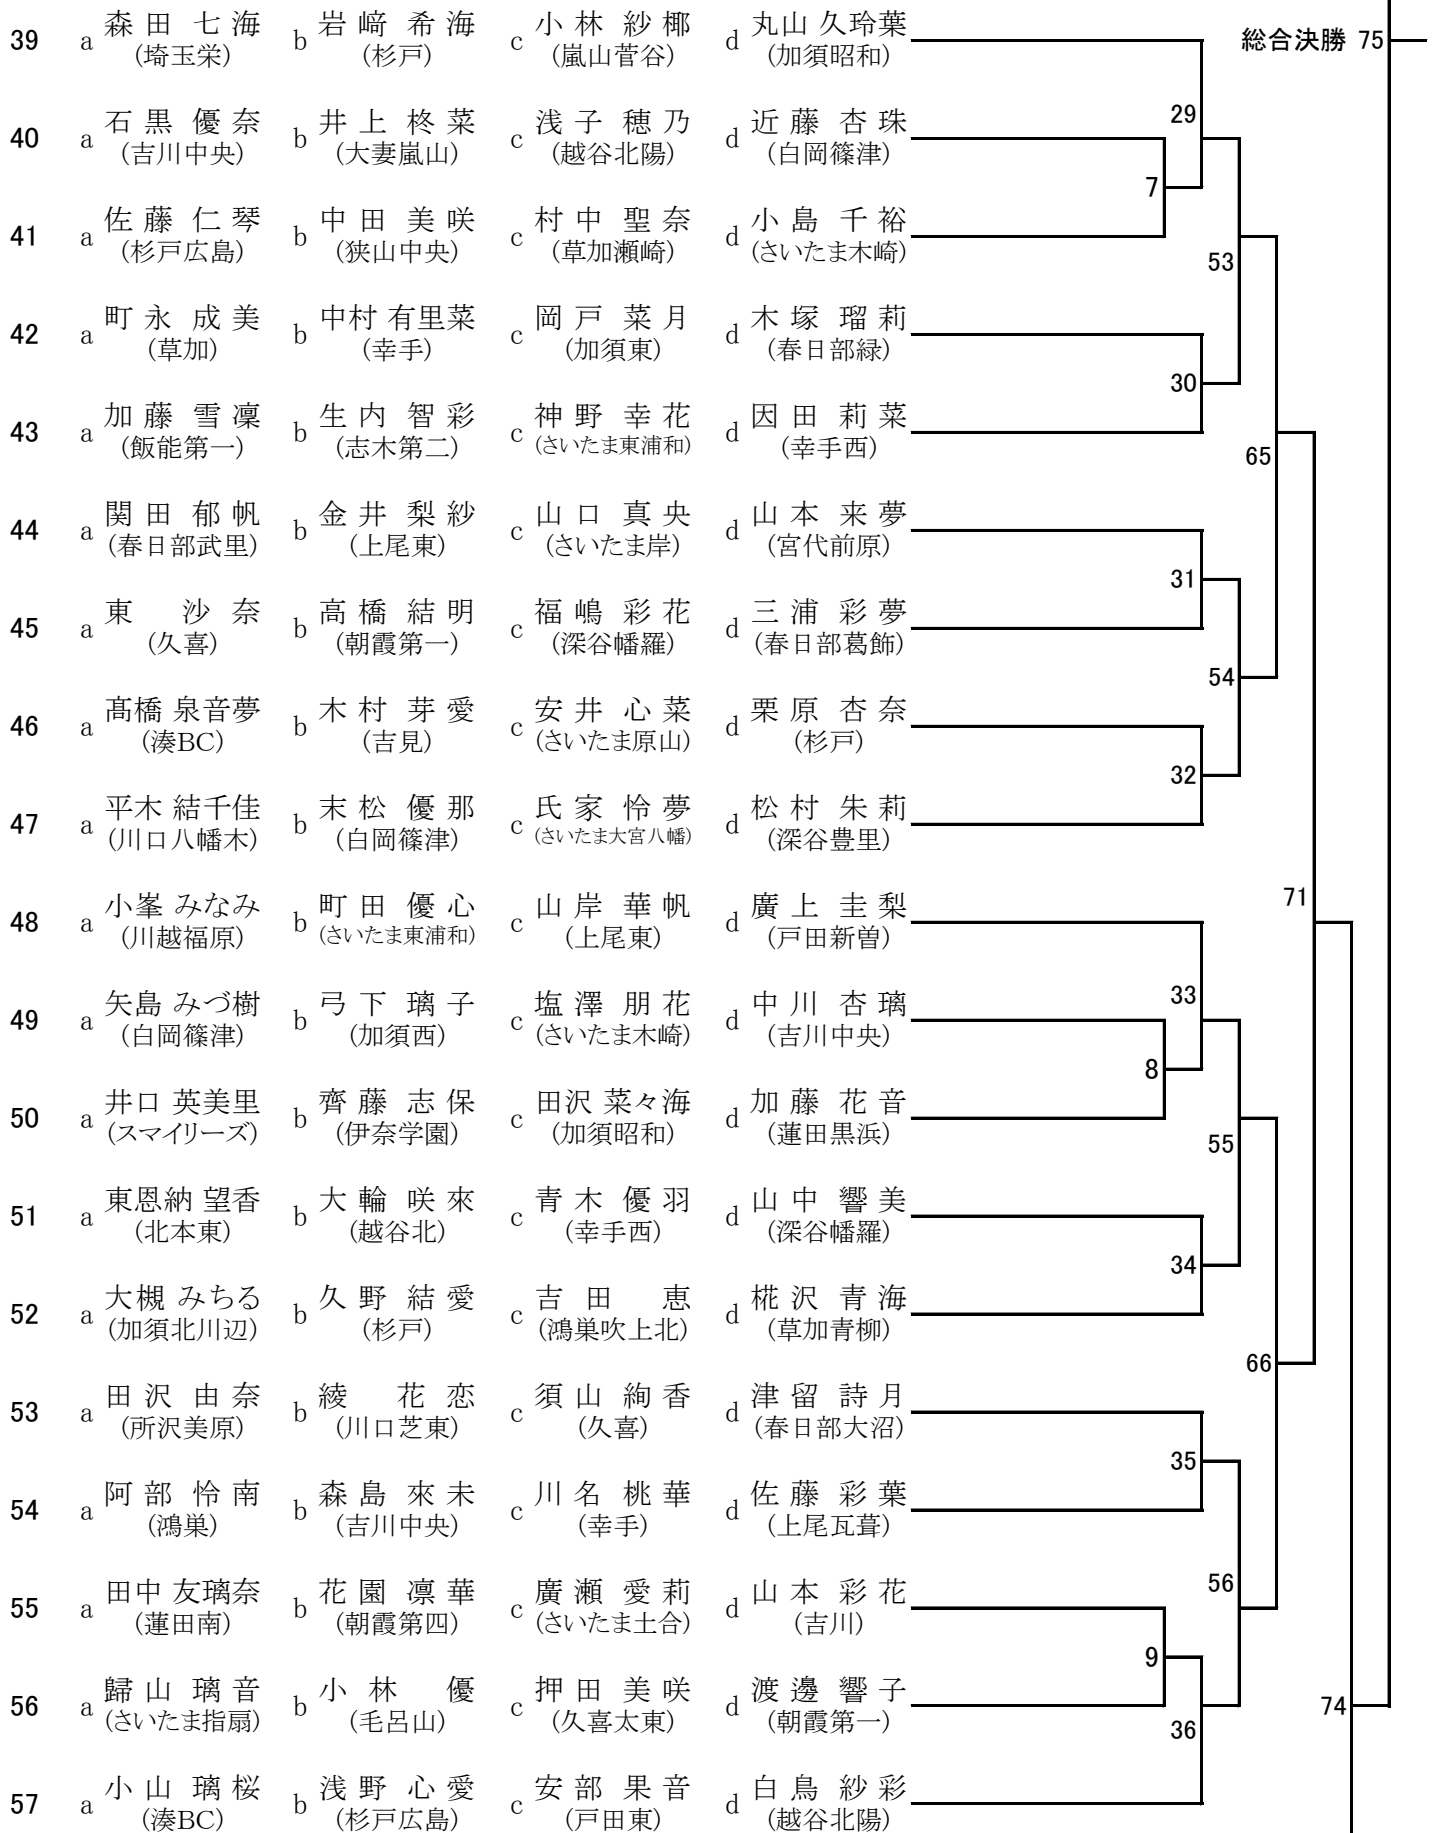 総合決勝 75
39 a 森田 七海 b 岩﨑 希海 c 小林 紗椰 d 丸山 久玲葉
(埼玉栄) (杉戸) (嵐山菅谷) (加須昭和)
29
40 a 石黒 優奈 b 井上 柊菜 c 浅子 穂乃 d 近藤 杏珠
(吉川中央) (大妻嵐山) (越谷北陽) (白岡篠津)
7
41 a 佐藤 仁琴 b 中田 美咲 c 村中 聖奈 d 小島 千裕
(杉戸広島) (狭山中央) (草加瀬崎) (さいたま木崎)
53
42 a 町永 成美 b 中村 有里菜 c 岡戸 菜月 d 木塚 瑠莉
(草加) (幸手) (加須東) (春日部緑)
30
43 a 加藤 雪凜 b 生内 智彩 c 神野 幸花 d 因田 莉菜
(飯能第一) (志木第二) (さいたま東浦和) (幸手西)
65
44 a 関田 郁帆 b 金井 梨紗 c 山口 真央 d 山本 来夢
(春日部武里) (上尾東) (さいたま岸) (宮代前原)
31
45 a 東 沙奈 b 高橋 結明 c 福嶋 彩花 d 三浦 彩夢
(久喜) (朝霞第一) (深谷幡羅) (春日部葛飾)
54
46 a 髙橋 泉音夢 b 木村 芽愛 c 安井 心菜 d 栗原 杏奈
(湊BC) (吉見) (さいたま原山) (杉戸)
32
47 a 平木 結千佳 b 末松 優那 c 氏家 怜夢 d 松村 朱莉
(川口八幡木) (白岡篠津) (さいたま大宮八幡) (深谷豊里)
71
48 a 小峯 みなみ b 町田 優心 c 山岸 華帆 d 廣上 圭梨
(川越福原) (さいたま東浦和) (上尾東) (戸田新曽)
33
49 a 矢島 みづ樹 b 弓下 璃子 c 塩澤 朋花 d 中川 杏璃
(白岡篠津) (加須西) (さいたま木崎) (吉川中央)
8
50 a 井口 英美里 b 齊藤 志保 c 田沢 菜々海 d 加藤 花音
(スマイリーズ) (伊奈学園) (加須昭和) (蓮田黒浜)
55
51 a 東恩納 望香 b 大輪 咲來 c 青木 優羽 d 山中 響美
(北本東) (越谷北) (幸手西) (深谷幡羅)
34
52 a 大槻 みちる b 久野 結愛 c 吉田 恵 d 椛沢 青海
(加須北川辺) (杉戸) (鴻巣吹上北) (草加青柳)
66
53 a 田沢 由奈 b 綾 花恋 c 須山 絢香 d 津留 詩月
(所沢美原) (川口芝東) (久喜) (春日部大沼)
35
54 a 阿部 怜南 b 森島 來未 c 川名 桃華 d 佐藤 彩葉
(鴻巣) (吉川中央) (幸手) (上尾瓦葺)
56
55 a 田中 友璃奈 b 花園 凛華 c 廣瀬 愛莉 d 山本 彩花
(蓮田南) (朝霞第四) (さいたま土合) (吉川)
9
56 a 歸山 璃音 b 小林 優 c 押田 美咲 d 渡邊 響子
(さいたま指扇) (毛呂山) (久喜太東) (朝霞第一)
74
36
57 a 小山 璃桜 b 浅野 心愛 c 安部 果音 d 白鳥 紗彩
(湊BC) (杉戸広島) (戸田東) (越谷北陽)